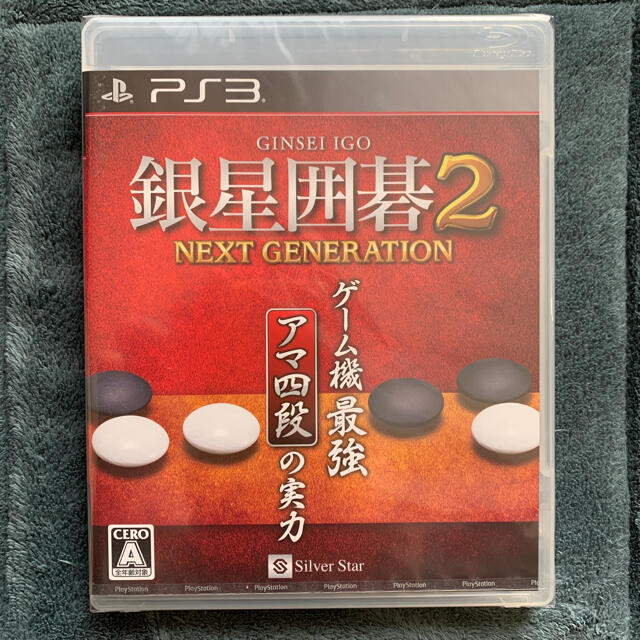 PS3
GINSEI IGO
銀星囲碁2
NEXT GENERATION
ゲーム機最強
アマ四段の実力
CERO
A
全年齢対象
Silver Star
PlayStation PlayStation PlayStation PlayStation PlayStation PlayStation